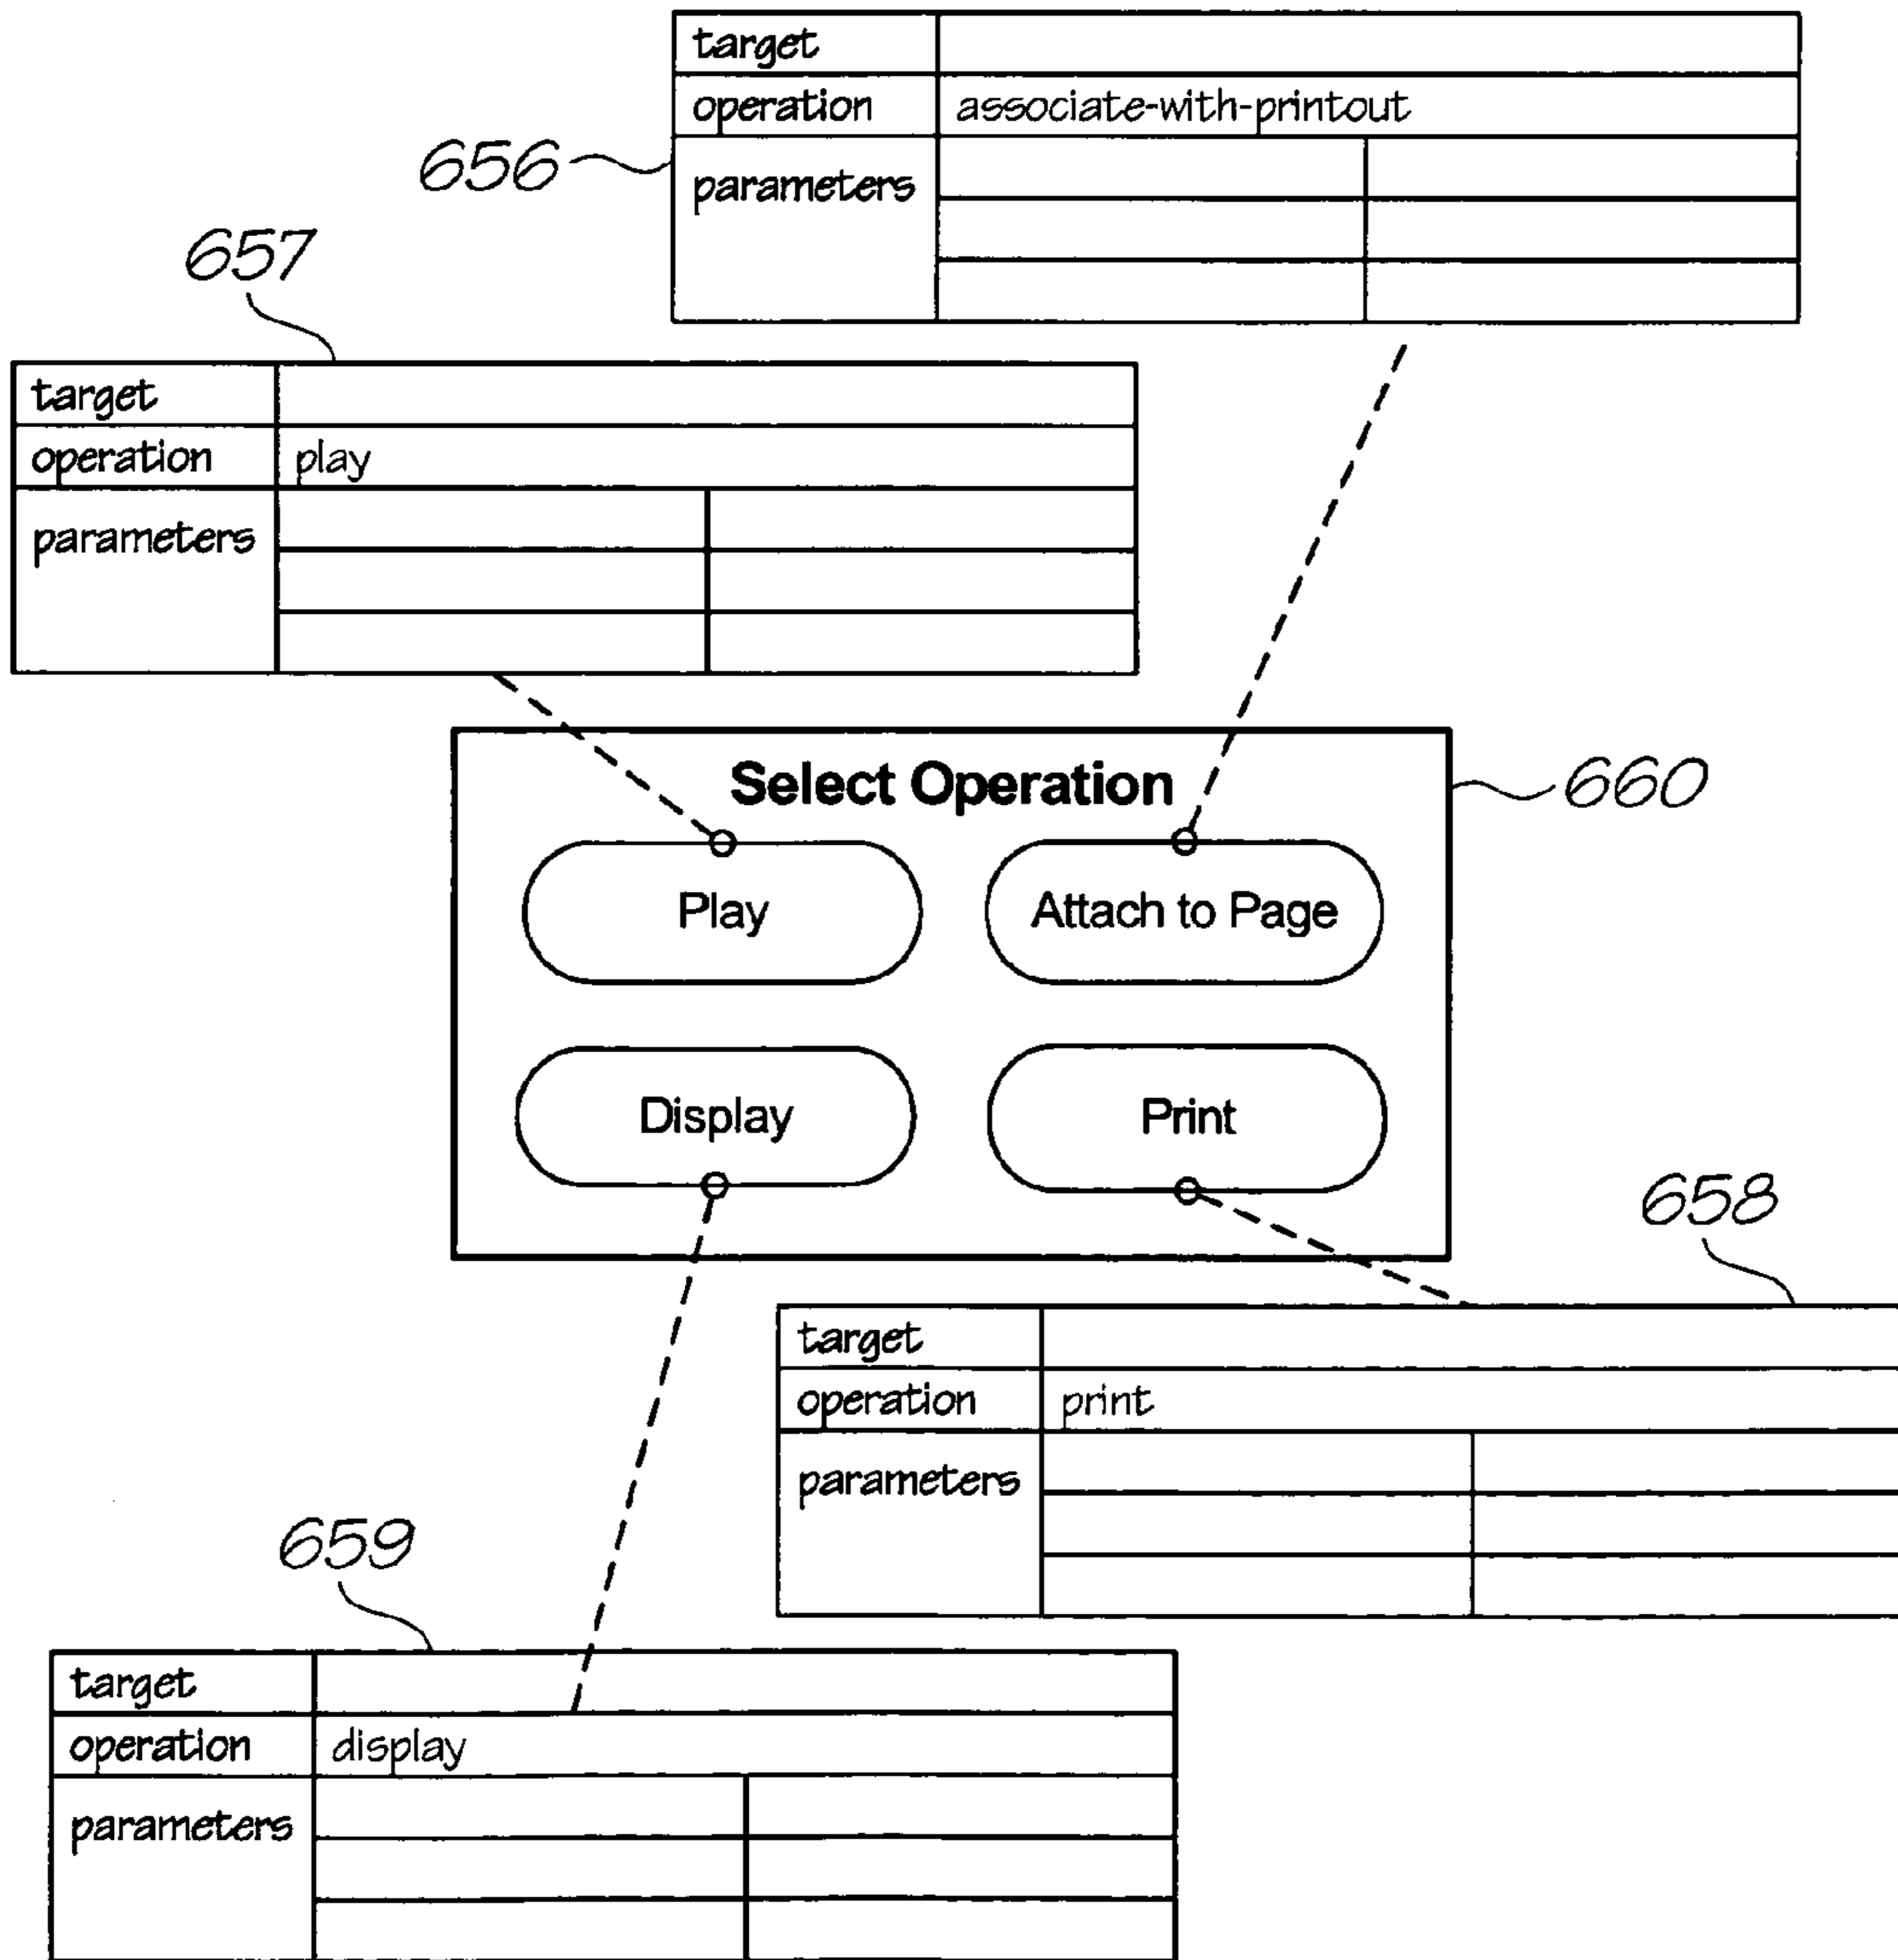 target
operation associate-with-printout
656
parameters
657
target
operation play
parameters
Select Operation
660
Play Attach to Page
Display Print
658
target
operation print
parameters
659
target
operation display
parameters